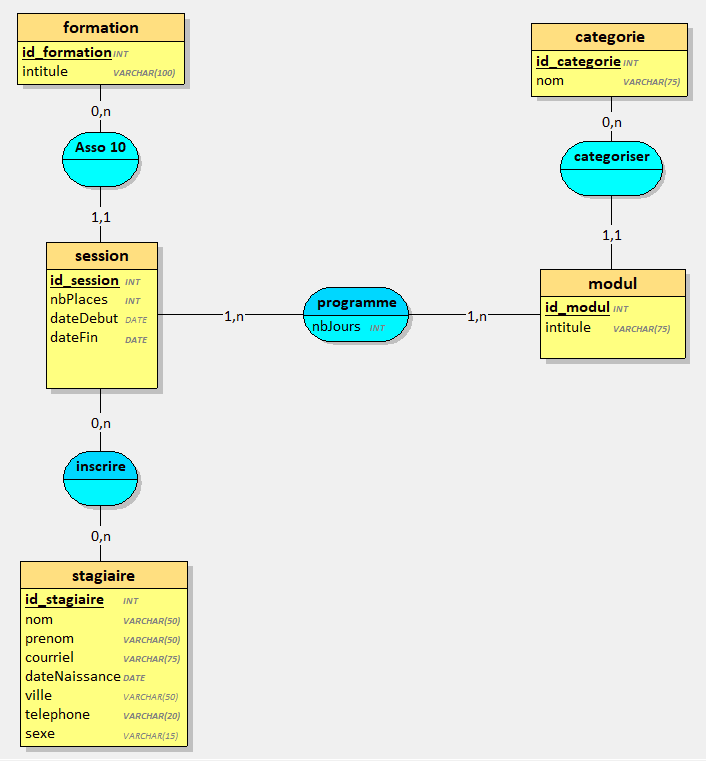 formation
id_formation INT
intitule VARCHAR(100)
0,n
Asso 10
1,1
categorie
id_categorie INT
nom VARCHAR(75)
0,n
categoriser
1,1
session
id_session INT
nbPlaces INT
dateDebut DATE
dateFin DATE
1,n
programme
nbJours INT
1,n
modul
id_modul INT
intitule VARCHAR(75)
0,n
inscrire
0,n
stagiaire
id_stagiaire INT
nom VARCHAR(50)
prenom VARCHAR(50)
courriel VARCHAR(75)
dateNaissance DATE
ville VARCHAR(50)
telephone VARCHAR(20)
sexe VARCHAR(15)